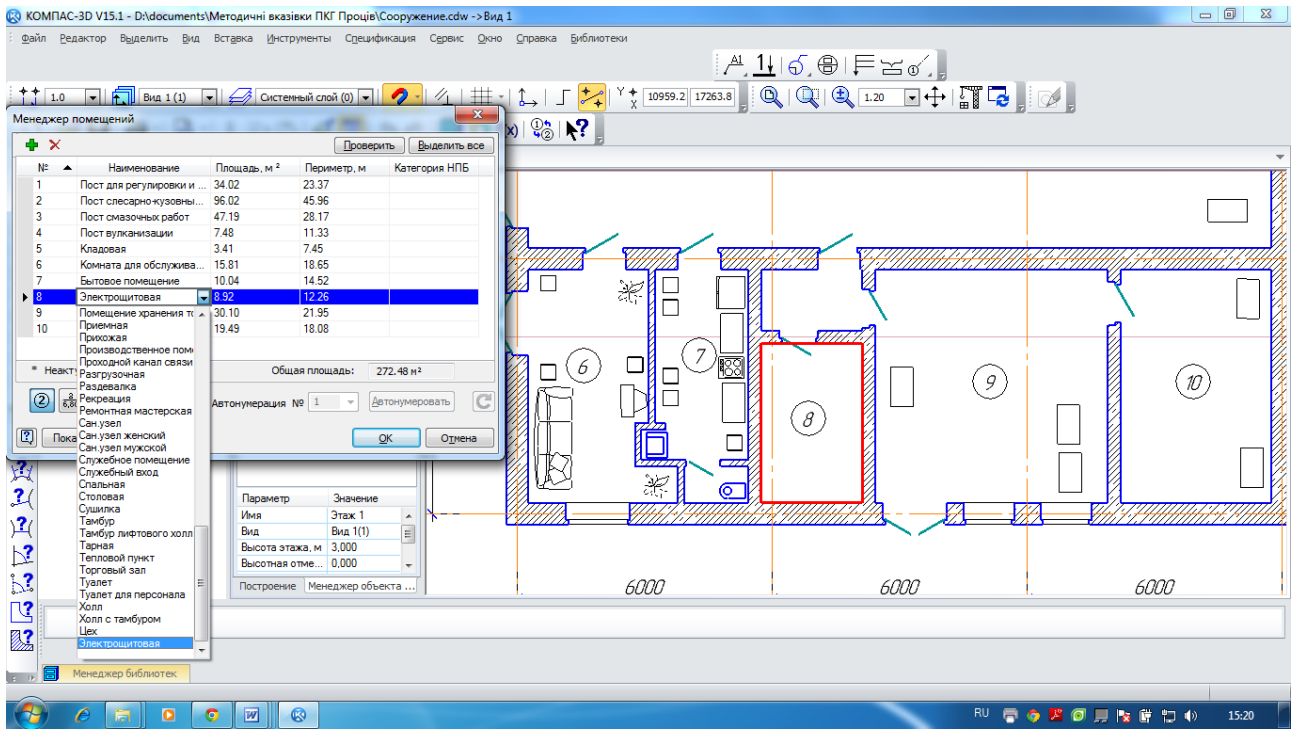 КОМПАС-3D V15.1 - D:\documents\Методичні вказівки ПКГ Проців\Сооружение.cdw ->Вид 1
Файл Редактор Выделить Вид Вставка Инструменты Спецификация Сервис Окно Справка Библиотеки
1.0 Вид 1 (1) Системный слой (0) 10959.2 17263.8 1.20
Менеджер помещений
Проверить Выделить все
№ Наименование Площадь, м ² Периметр, м Категория НПБ
1 Пост для регулировки и ... 34.02 23.37
2 Пост слесарно-кузовны... 96.02 45.96
3 Пост смазочных работ 47.19 28.17
4 Пост вулканизации 7.48 11.33
5 Кладовая 3.41 7.45
6 Комната для обслужива... 15.81 18.65
7 Бытовое помещение 10.04 14.52
8 Электрощитовая 8.92 12.26
9 Помещение хранения то 30.10 21.95
10 19.49 18.08
Приемная
Прихожая
Производственное пом
Проходной канал связи
Разгрузочная
Раздевалка
Рекреация
Ремонтная мастерская
Сан.узел
Сан.узел женский
Сан.узел мужской
Служебное помещение
Служебный вход
Спальная
Столовая
Сушилка
Тамбур
Тамбур лифтового холл
Тарная
Тепловой пункт
Торговый зал
Туалет
Туалет для персонала
Холл
Холл с тамбуром
Цех
Электрощитовая
* Неакт
Общая площадь: 272.48 м²
Автонумерация № 1 Автонумеровать
Пока
ОК Отмена
Параметр Значение
Имя Этаж 1
Вид Вид 1(1)
Высота этажа, м 3,000
Высотная отме... 0,000
Построение Менеджер объекта ...
6 7 8 9 10
6000 6000 6000
Менеджер библиотек
RU 15:20